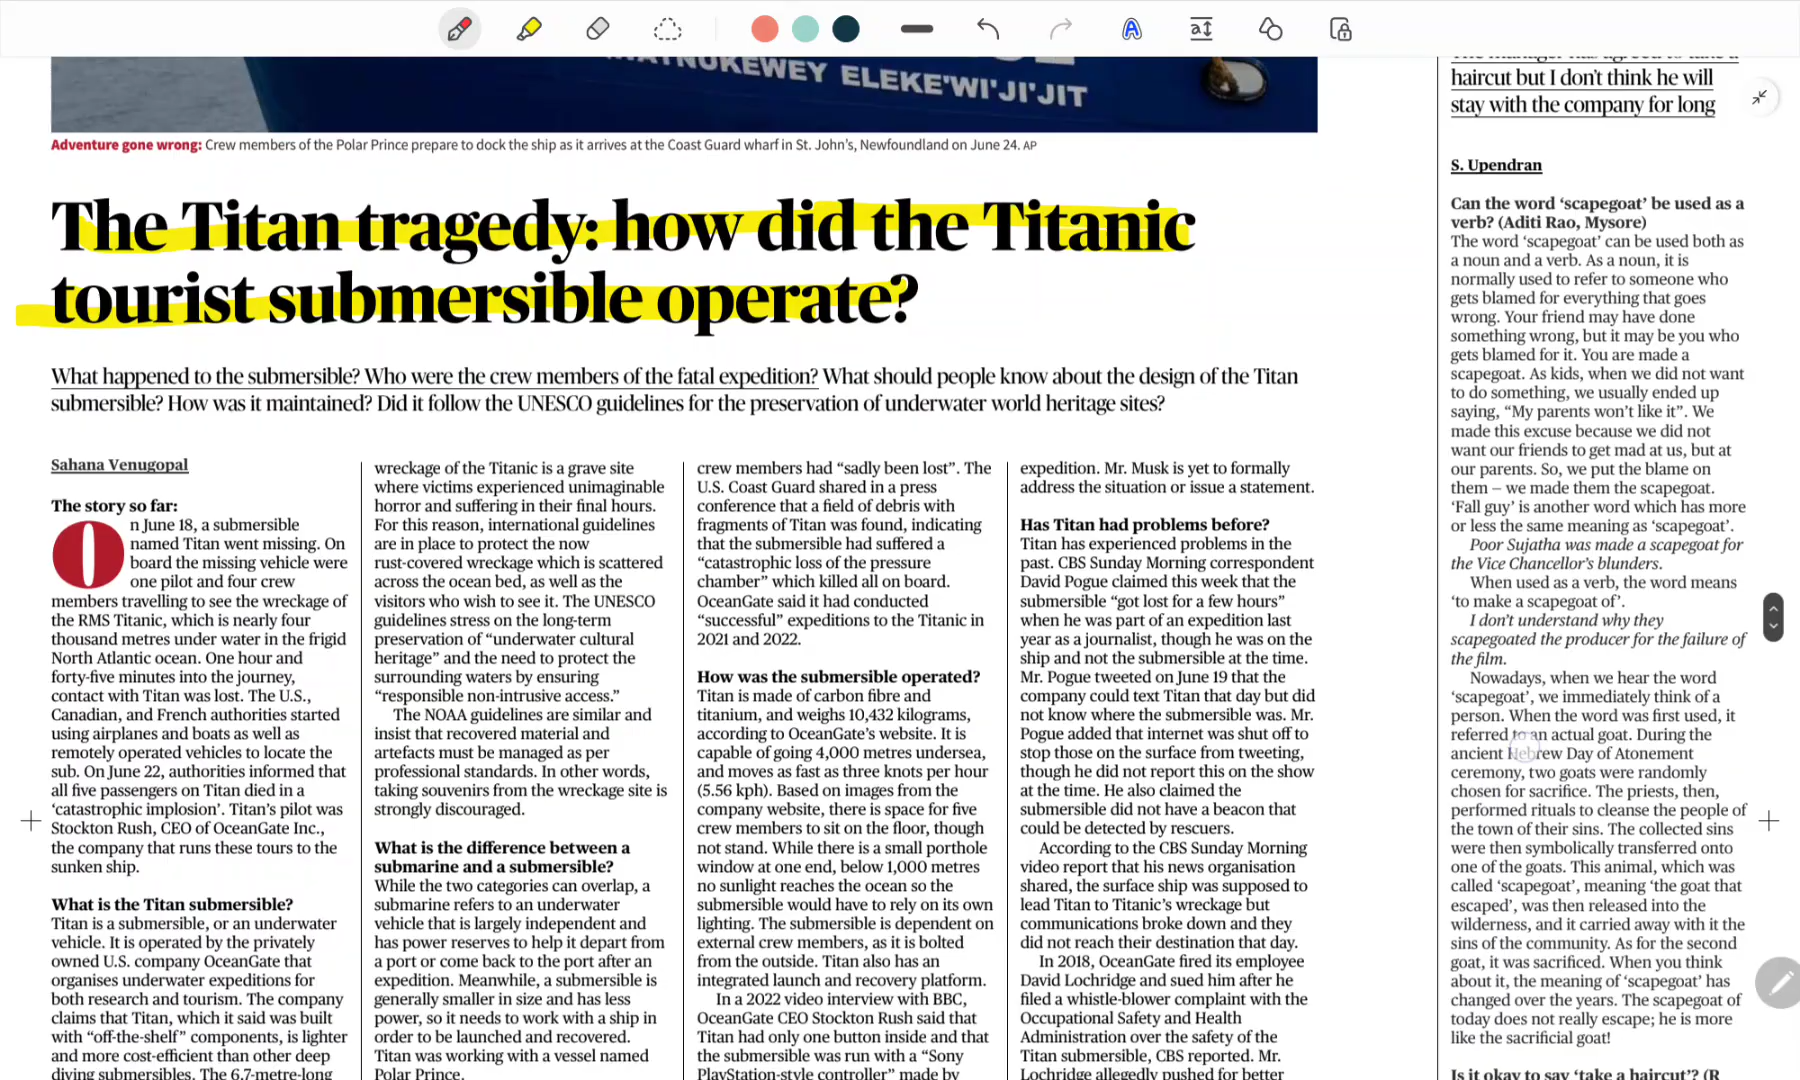 ELEKE'WI'JI'JIT
Adventure gone wrong: Crew members of the Polar Prince prepare to dock the ship as it arrives at the Coast Guard wharf in St. John's, Newfoundland on June 24. AP
The Titan tragedy: how did the Titanic
tourist submersible operate?
What happened to the submersible? Who were the crew members of the fatal expedition? What should people know about the design of the Titan
submersible? How was it maintained? Did it follow the UNESCO guidelines for the preservation of underwater world heritage sites?
Sahana Venugopal
The story so far:
On June 18, a submersible
named Titan went missing. On
board the missing vehicle were
one pilot and four crew
members travelling to see the wreckage of
the RMS Titanic, which is nearly four
thousand metres under water in the frigid
North Atlantic ocean. One hour and
forty-five minutes into the journey,
contact with Titan was lost. The U.S.,
Canadian, and French authorities started
using airplanes and boats as well as
remotely operated vehicles to locate the
sub. On June 22, authorities informed that
all five passengers on Titan died in a
‘catastrophic implosion’. Titan's pilot was
Stockton Rush, CEO of OceanGate Inc.,
the company that runs these tours to the
sunken ship.
What is the Titan submersible?
Titan is a submersible, or an underwater
vehicle. It is operated by the privately
owned U.S. company OceanGate that
organises underwater expeditions for
both research and tourism. The company
claims that Titan, which it said was built
with “off-the-shelf” components, is lighter
and more cost-efficient than other deep
diving submersibles. The 6.7-metre-long
wreckage of the Titanic is a grave site
where victims experienced unimaginable
horror and suffering in their final hours.
For this reason, international guidelines
are in place to protect the now
rust-covered wreckage which is scattered
across the ocean bed, as well as the
visitors who wish to see it. The UNESCO
guidelines stress on the long-term
preservation of “underwater cultural
heritage” and the need to protect the
surrounding waters by ensuring
“responsible non-intrusive access.”
The NOAA guidelines are similar and
insist that recovered material and
artefacts must be managed as per
professional standards. In other words,
taking souvenirs from the wreckage site is
strongly discouraged.
What is the difference between a
submarine and a submersible?
While the two categories can overlap, a
submarine refers to an underwater
vehicle that is largely independent and
has power reserves to help it depart from
a port or come back to the port after an
expedition. Meanwhile, a submersible is
generally smaller in size and has less
power, so it needs to work with a ship in
order to be launched and recovered.
Titan was working with a vessel named
Polar Prince.
crew members had “sadly been lost”. The
U.S. Coast Guard shared in a press
conference that a field of debris with
fragments of Titan was found, indicating
that the submersible had suffered a
“catastrophic loss of the pressure
chamber” which killed all on board.
OceanGate said it had conducted
“successful” expeditions to the Titanic in
2021 and 2022.
How was the submersible operated?
Titan is made of carbon fibre and
titanium, and weighs 10,432 kilograms,
according to OceanGate's website. It is
capable of going 4,000 metres undersea,
and moves as fast as three knots per hour
(5.56 kph). Based on images from the
company website, there is space for five
crew members to sit on the floor, though
not stand. While there is a small porthole
window at one end, below 1,000 metres
no sunlight reaches the ocean so the
submersible would have to rely on its own
lighting. The submersible is dependent on
external crew members, as it is bolted
from the outside. Titan also has an
integrated launch and recovery platform.
In a 2022 video interview with BBC,
OceanGate CEO Stockton Rush said that
Titan had only one button inside and that
the submersible was run with a “Sony
PlayStation-style controller” made by
expedition. Mr. Musk is yet to formally
address the situation or issue a statement.
Has Titan had problems before?
Titan has experienced problems in the
past. CBS Sunday Morning correspondent
David Pogue claimed this week that the
submersible “got lost for a few hours”
when he was part of an expedition last
year as a journalist, though he was on the
ship and not the submersible at the time.
Mr. Pogue tweeted on June 19 that the
company could text Titan that day but did
not know where the submersible was. Mr.
Pogue added that internet was shut off to
stop those on the surface from tweeting,
though he did not report this on the show
at the time. He also claimed the
submersible did not have a beacon that
could be detected by rescuers.
According to the CBS Sunday Morning
video report that his news organisation
shared, the surface ship was supposed to
lead Titan to Titanic's wreckage but
communications broke down and they
did not reach their destination that day.
In 2018, OceanGate fired its employee
David Lochridge and sued him after he
filed a whistle-blower complaint with the
Occupational Safety and Health
Administration over the safety of the
Titan submersible, CBS reported. Mr.
Lochridge allegedly pushed for better
haircut but I don't think he will
stay with the company for long
S. Upendran
Can the word ‘scapegoat’ be used as a
verb? (Aditi Rao, Mysore)
The word ‘scapegoat’ can be used both as
a noun and a verb. As a noun, it is
normally used to refer to someone who
gets blamed for everything that goes
wrong. Your friend may have done
something wrong, but it may be you who
gets blamed for it. You are made a
scapegoat. As kids, when we did not want
to do something, we usually ended up
saying, “My parents won't like it”. We
made this excuse because we did not
want our friends to get mad at us, but at
our parents. So, we put the blame on
them – we made them the scapegoat.
‘Fall guy’ is another word which has more
or less the same meaning as ‘scapegoat’.
Poor Sujatha was made a scapegoat for
the Vice Chancellor's blunders.
When used as a verb, the word means
‘to make a scapegoat of’.
I don't understand why they
scapegoated the producer for the failure of
the film.
Nowadays, when we hear the word
‘scapegoat’, we immediately think of a
person. When the word was first used, it
referred to an actual goat. During the
ancient Hebrew Day of Atonement
ceremony, two goats were randomly
chosen for sacrifice. The priests, then,
performed rituals to cleanse the people of
the town of their sins. The collected sins
were then symbolically transferred onto
one of the goats. This animal, which was
called ‘scapegoat’, meaning ‘the goat that
escaped’, was then released into the
wilderness, and it carried away with it the
sins of the community. As for the second
goat, it was sacrificed. When you think
about it, the meaning of ‘scapegoat’ has
changed over the years. The scapegoat of
today does not really escape; he is more
like the sacrificial goat!
Is it okay to say ‘take a haircut’? (R